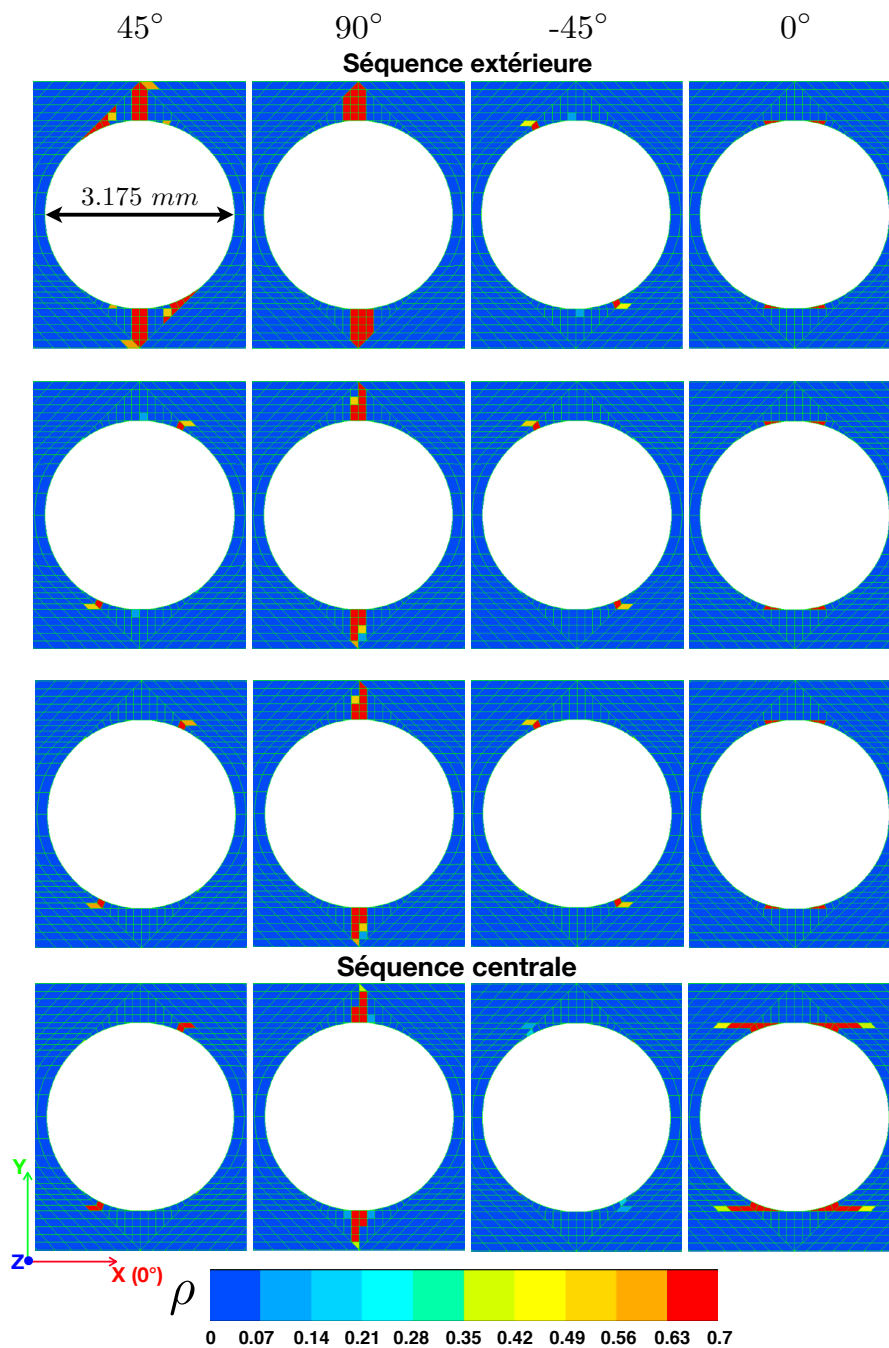 45° 90° -45° 0°
Séquence extérieure
3.175 mm
Séquence centrale
Y
Z
X (0°)
ρ
0 0.07 0.14 0.21 0.28 0.35 0.42 0.49 0.56 0.63 0.7